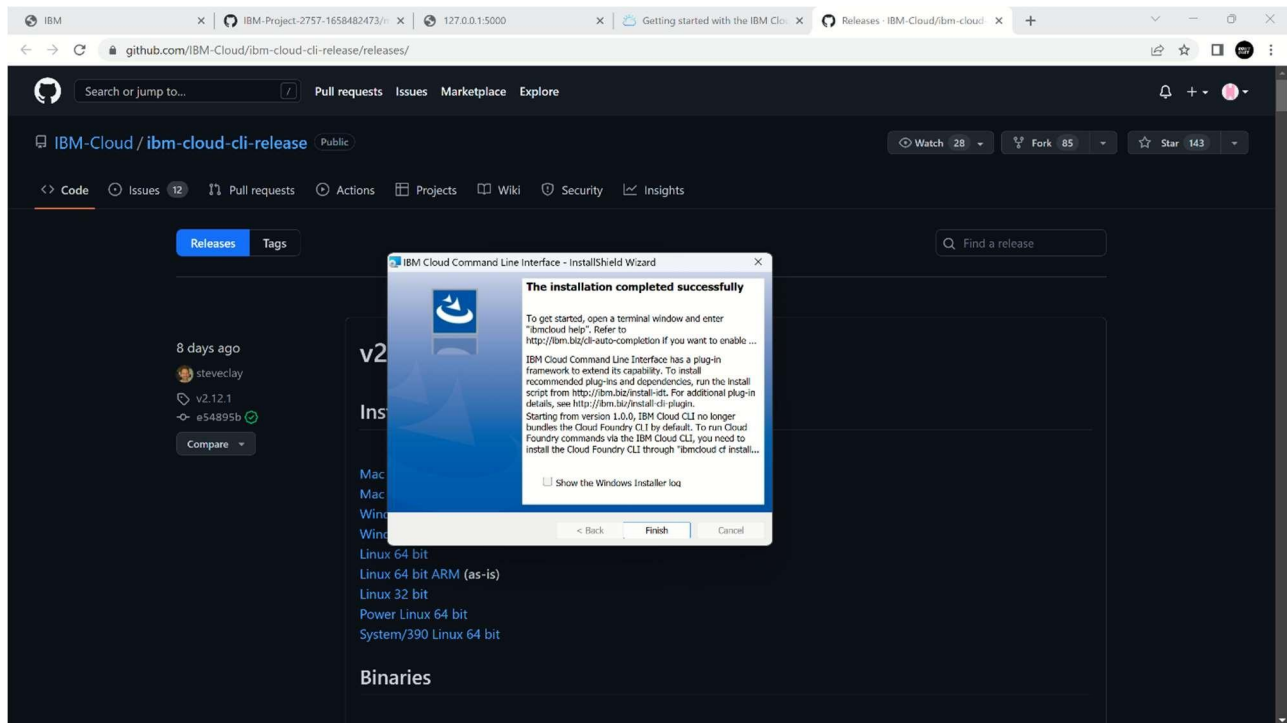 IBM
IBM-Project-2757-1658482473/
127.0.0.1:5000
Getting started with the IBM Clo
Releases · IBM-Cloud/ibm-cloud-
github.com/IBM-Cloud/ibm-cloud-cli-release/releases/
Search or jump to...
/
Pull requests
Issues
Marketplace
Explore
IBM-Cloud / ibm-cloud-cli-release
Public
Watch 28
Fork 85
Star 143
Code
Issues 12
Pull requests
Actions
Projects
Wiki
Security
Insights
Releases
Tags
Find a release
8 days ago
steveclay
v2.12.1
e54895b
Compare
v2
Ins
Mac
Mac
Wind
Wind
Linux 64 bit
Linux 64 bit ARM (as-is)
Linux 32 bit
Power Linux 64 bit
System/390 Linux 64 bit
Binaries
IBM Cloud Command Line Interface - InstallShield Wizard
The installation completed successfully
To get started, open a terminal window and enter
"ibmcloud help". Refer to
http://ibm.biz/cli-auto-completion if you want to enable ...
IBM Cloud Command Line Interface has a plug-in
framework to extend its capability. To install
recommended plug-ins and dependencies, run the install
script from http://ibm.biz/install-idt. For additional plug-in
details, see http://ibm.biz/install-cli-plugin.
Starting from version 1.0.0, IBM Cloud CLI no longer
bundles the Cloud Foundry CLI by default. To run Cloud
Foundry commands via the IBM Cloud CLI, you need to
install the Cloud Foundry CLI through "ibmcloud cf install...
Show the Windows Installer log
< Back
Finish
Cancel